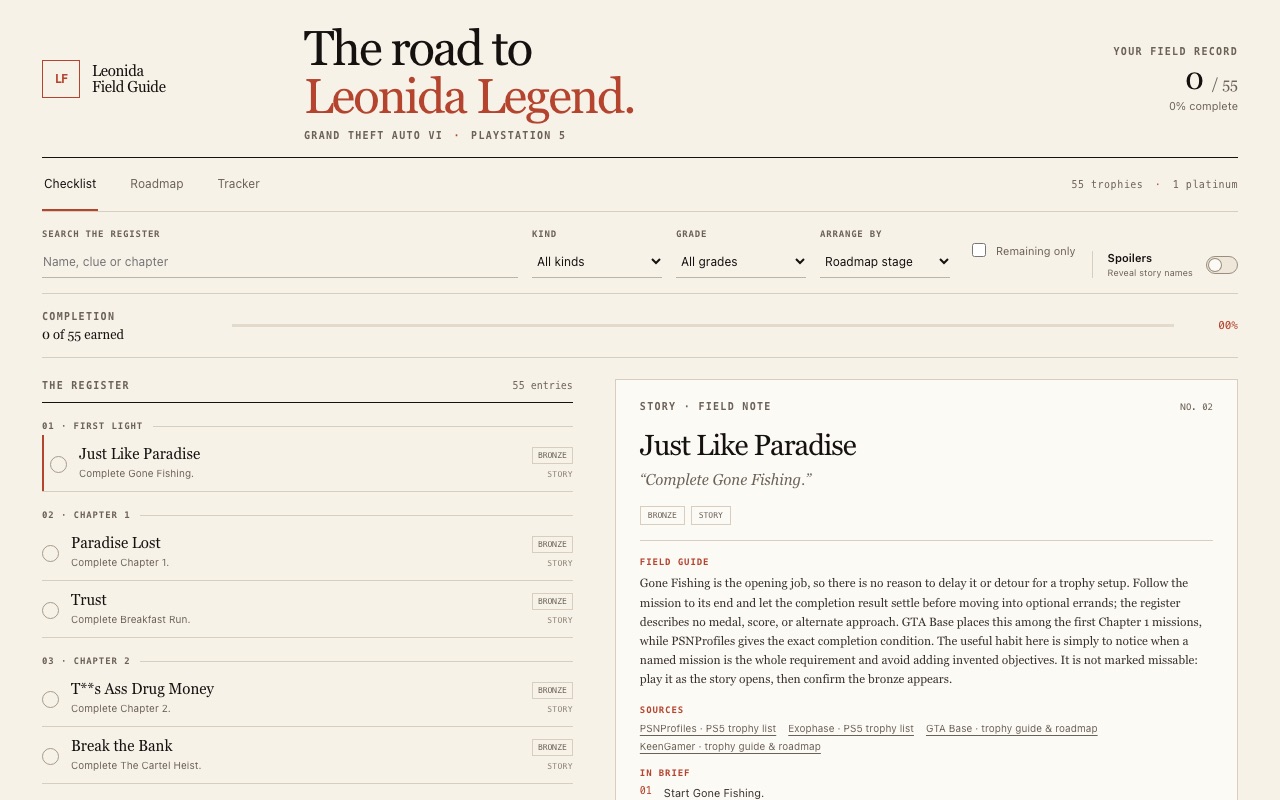 LF
Leonida
Field Guide
The road to
Leonida Legend.
GRAND THEFT AUTO VI · PLAYSTATION 5
YOUR FIELD RECORD
0 / 55
0% complete
Checklist
Roadmap
Tracker
55 trophies · 1 platinum
SEARCH THE REGISTER
Name, clue or chapter
KIND
All kinds
GRADE
All grades
ARRANGE BY
Roadmap stage
Remaining only
Spoilers
Reveal story names
COMPLETION
0 of 55 earned
00%
THE REGISTER
55 entries
01 · FIRST LIGHT
Just Like Paradise
BRONZE
Complete Gone Fishing.
STORY
02 · CHAPTER 1
Paradise Lost
BRONZE
Complete Chapter 1.
STORY
Trust
BRONZE
Complete Breakfast Run.
STORY
03 · CHAPTER 2
T**s Ass Drug Money
BRONZE
Complete Chapter 2.
STORY
Break the Bank
BRONZE
Complete The Cartel Heist.
STORY
STORY · FIELD NOTE
NO. 02
Just Like Paradise
“Complete Gone Fishing.”
BRONZE
STORY
FIELD GUIDE
Gone Fishing is the opening job, so there is no reason to delay it or detour for a trophy setup. Follow the
mission to its end and let the completion result settle before moving into optional errands; the register
describes no medal, score, or alternate approach. GTA Base places this among the first Chapter 1 missions,
while PSNProfiles gives the exact completion condition. The useful habit here is simply to notice when a
named mission is the whole requirement and avoid adding invented objectives. It is not marked missable:
play it as the story opens, then confirm the bronze appears.
SOURCES
PSNProfiles · PS5 trophy list
Exophase · PS5 trophy list
GTA Base · trophy guide & roadmap
KeenGamer · trophy guide & roadmap
IN BRIEF
01 Start Gone Fishing.